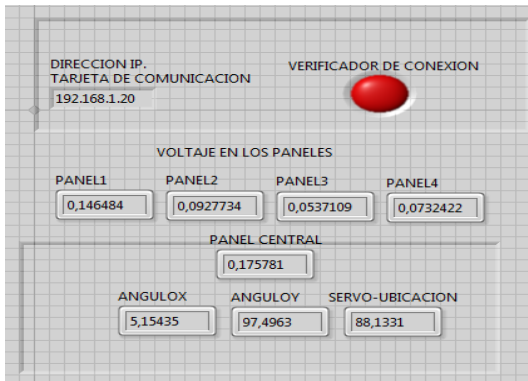 DIRECCION IP.
TARJETA DE COMUNICACION
192.168.1.20
VERIFICADOR DE CONEXION
VOLTAJE EN LOS PANELES
PANEL1 PANEL2 PANEL3 PANEL4
0,146484 0,0927734 0,0537109 0,0732422
PANEL CENTRAL
0,175781
ANGULOX ANGULOY SERVO-UBICACION
5,15435 97,4963 88,1331